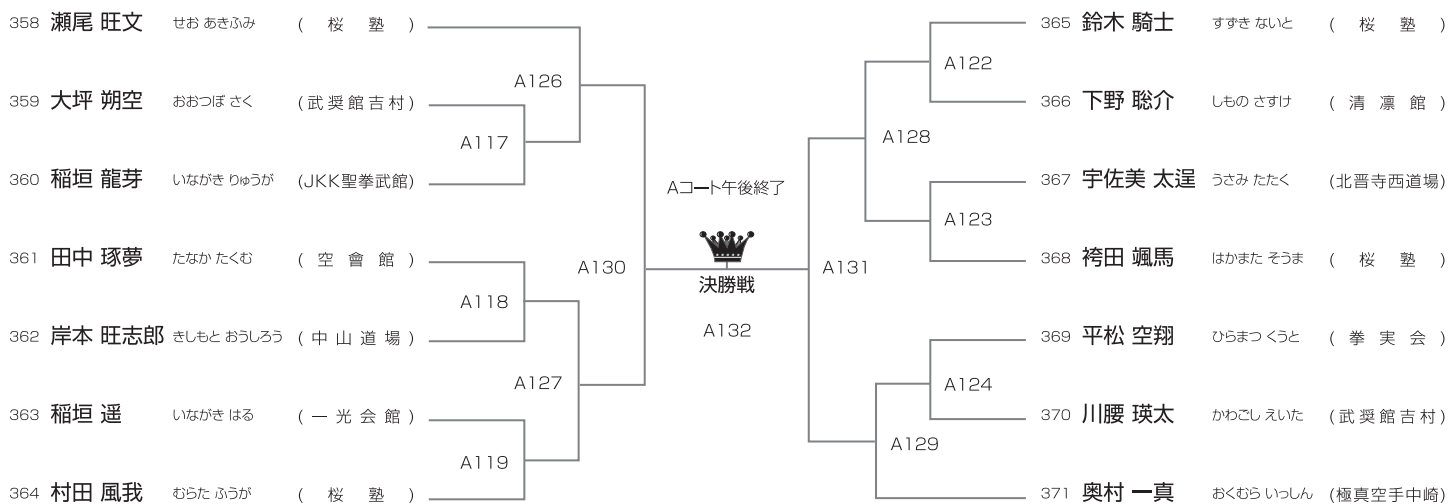 358 瀬尾 旺文 せお あきふみ ( 桜 塾 )
A126
359 大坪 朔空 おおつぼ さく (武奨館吉村)
A117
360 稲垣 龍芽 いながき りゅうが (JKK聖拳武館)
361 田中 琢夢 たなか たくむ ( 空 會 館 )
A130
A118
362 岸本 旺志郎 きしもと おうしろう ( 中 山 道 場 )
A127
363 稲垣 遥 いながき はる ( 一 光 会 館 )
A119
364 村田 風我 むらた ふうが ( 桜 塾 )
Aコート午後終了
決勝戦
A132
365 鈴木 騎士 すずき ないと ( 桜 塾 )
A122
366 下野 聡介 しもの さすけ ( 清 凛 館 )
A128
367 宇佐美 太逞 うさみ たたく (北晋寺西道場)
A123
368 袴田 颯馬 はかまた そうま ( 桜 塾 )
A131
369 平松 空翔 ひらまつ くうと ( 拳 実 会 )
A124
370 川腰 瑛太 かわごし えいた (武奨館吉村)
A129
371 奥村 一真 おくむら いっしん (極真空手中崎)